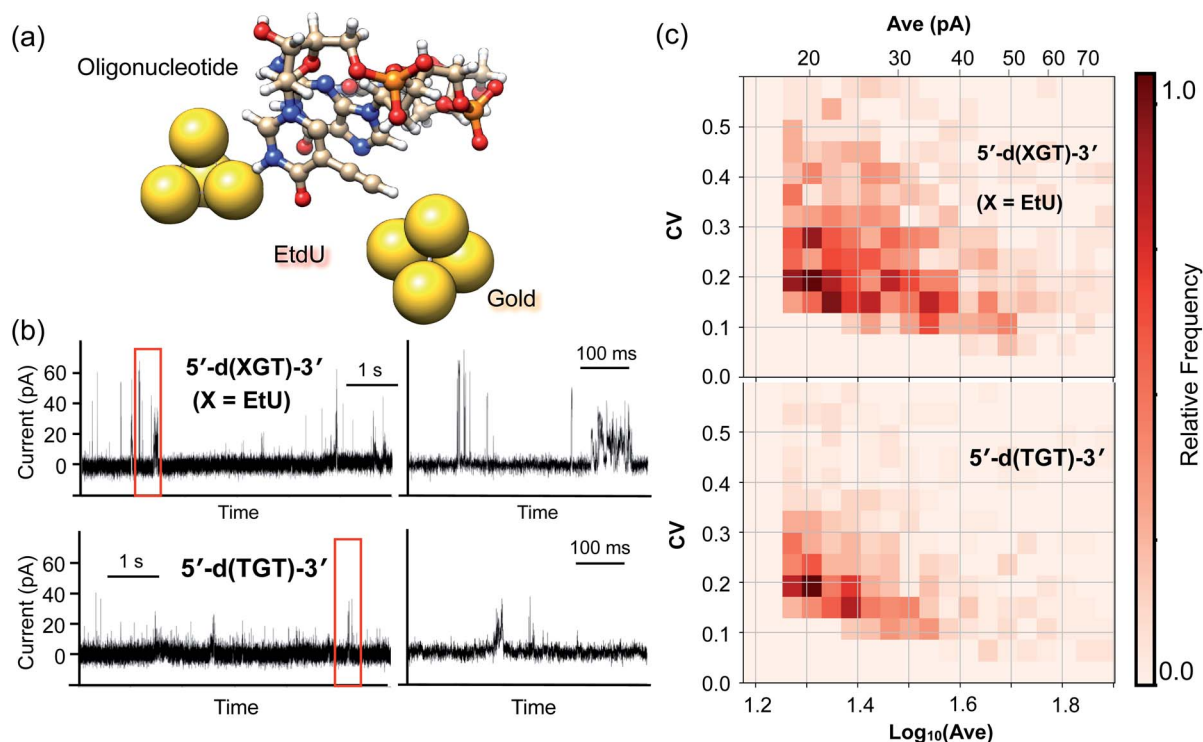 (a)
Oligonucleotide
EtdU
Gold
(b)
Current (pA)
60
40
20
0
5′-d(XGT)-3′
(X = EtU)
1 s
Time
100 ms
Time
Current (pA)
60
40
20
0
1 s
5′-d(TGT)-3′
Time
100 ms
Time
(c)
Ave (pA)
20 30 40 50 60 70
CV
0.5
0.4
0.3
0.2
0.1
0.0
5′-d(XGT)-3′
(X = EtU)
CV
0.5
0.4
0.3
0.2
0.1
0.0
5′-d(TGT)-3′
1.2 1.4 1.6 1.8
Log₁₀(Ave)
1.0
Relative Frequency
0.0